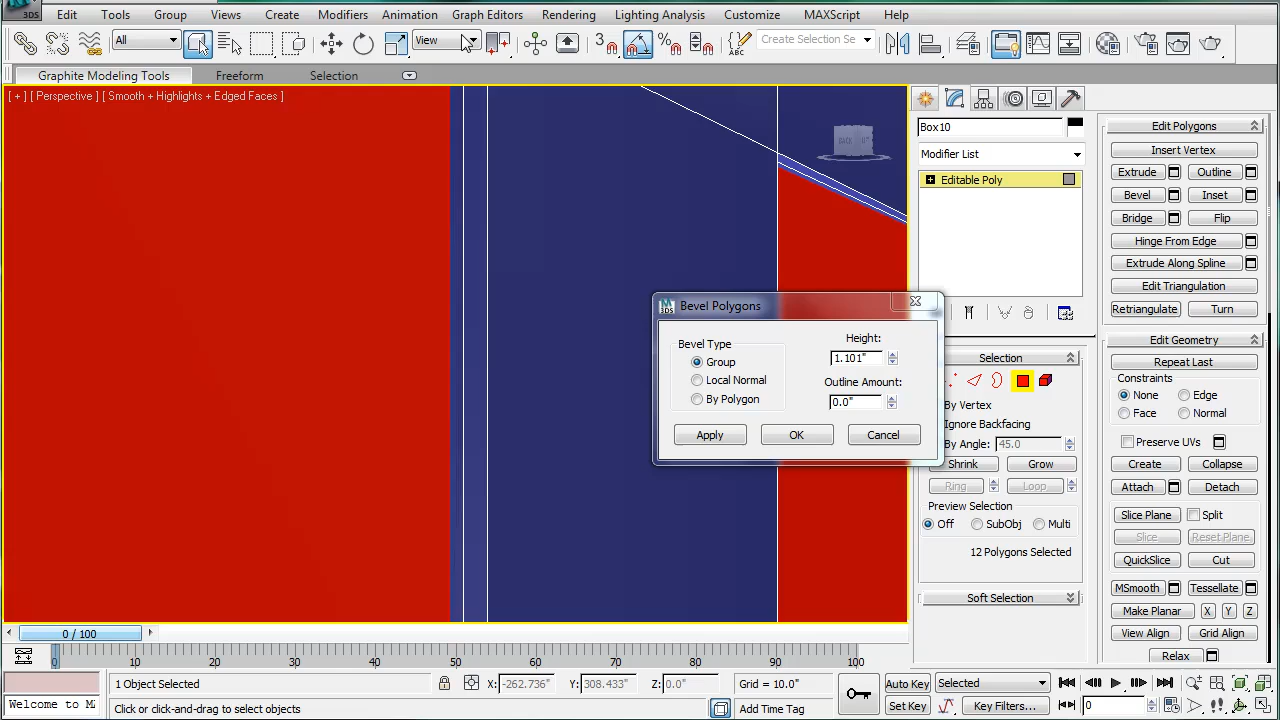 3DS
Edit Tools Group Views Create Modifiers Animation Graph Editors Rendering Lighting Analysis Customize MAXScript Help
All View 3 Create Selection Se
Graphite Modeling Tools Freeform Selection
[ + ] [ Perspective ] [ Smooth + Highlights + Edged Faces ]
BACK
Box10
Modifier List
Editable Poly
Edit Polygons
Insert Vertex
Extrude Outline
Bevel Inset
Bridge Flip
Hinge From Edge
Extrude Along Spline
Edit Triangulation
Retriangulate Turn
Edit Geometry
Repeat Last
Constraints
None Edge
Face Normal
Preserve UVs
Create Collapse
Attach Detach
Slice Plane Split
Slice Reset Plane
QuickSlice Cut
MSmooth Tessellate
Make Planar X Y Z
View Align Grid Align
Relax
Bevel Polygons
Bevel Type
Group
Local Normal
By Polygon
Height:
1.101"
Outline Amount:
0.0"
Apply OK Cancel
Selection
By Vertex
Ignore Backfacing
By Angle: 45.0
Shrink Grow
Ring Loop
Preview Selection
Off SubObj Multi
12 Polygons Selected
Soft Selection
0 / 100
0 10 20 30 40 50 60 70 80 90 100
1 Object Selected X: -262.736" Y: 308.433" Z: 0.0" Grid = 10.0" Auto Key Selected
Welcome to M Click or click-and-drag to select objects Add Time Tag Set Key Key Filters... 0